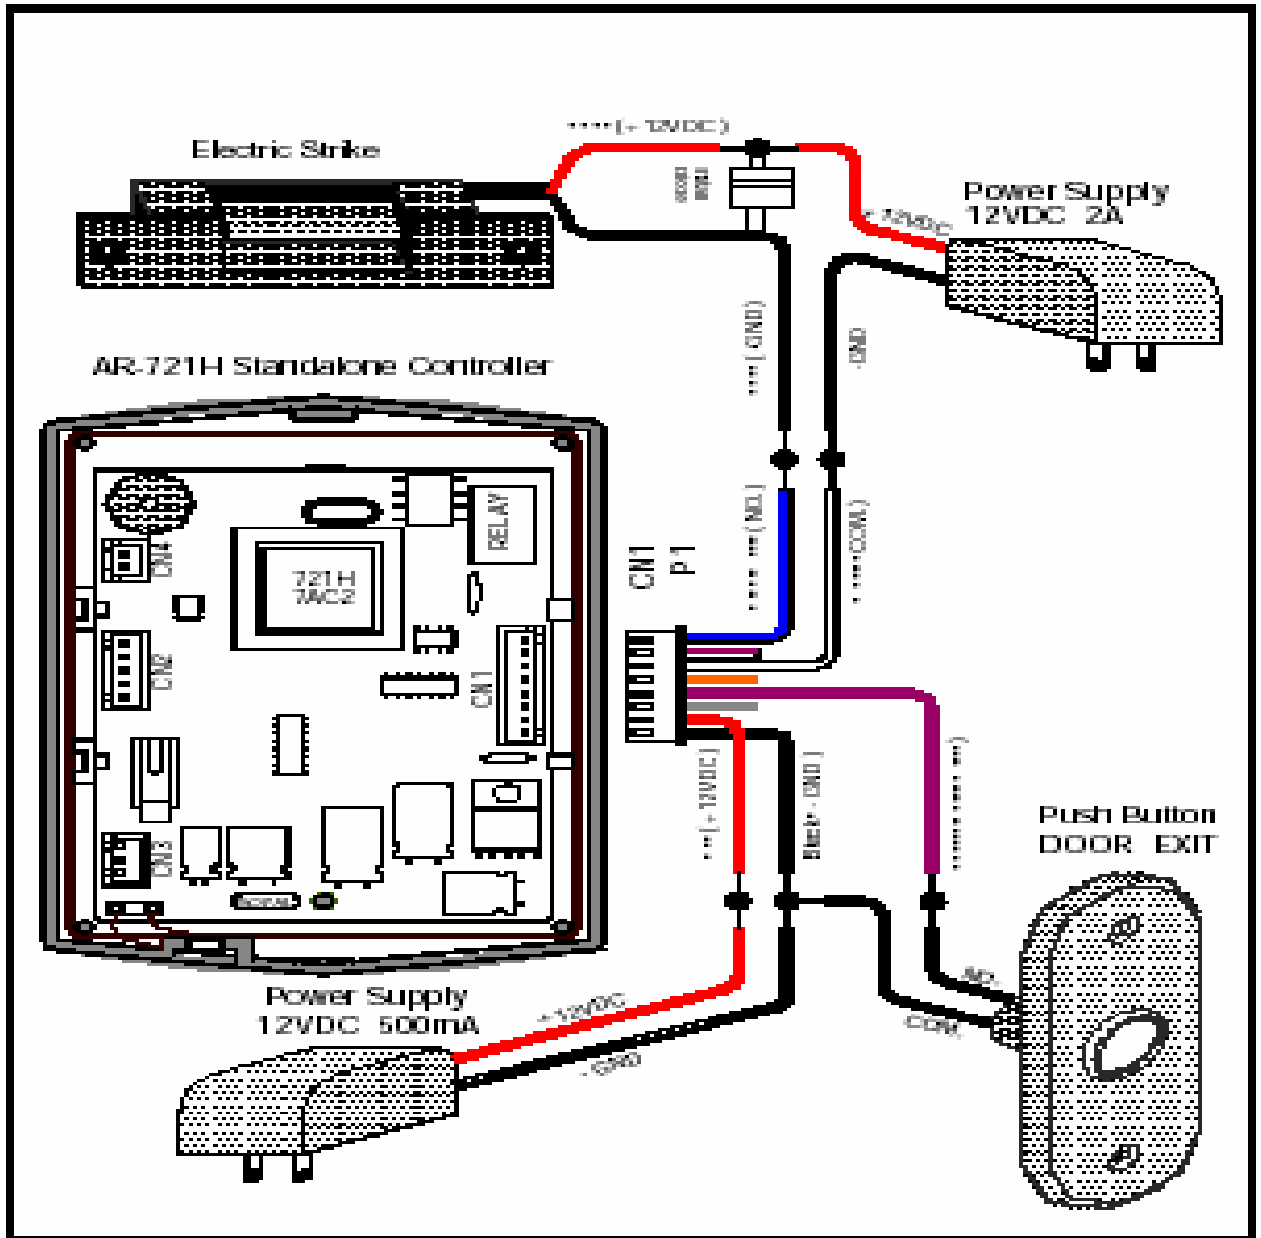 (+ 12VDC)
Electric Strike
Power Supply
12VDC 2A
+ 12VDC
( GND)
-GND
AR-721H Standalone Controller
RELAY
CN4
721H
7AC2
CN1
P1
( NO.)
(COM.)
CN2
CN1
(+ 12VDC)
- GND )
Push Button
DOOR EXIT
CN3
NO.
COM.
Power Supply
12VDC 500mA
+ 12VDC
- GND